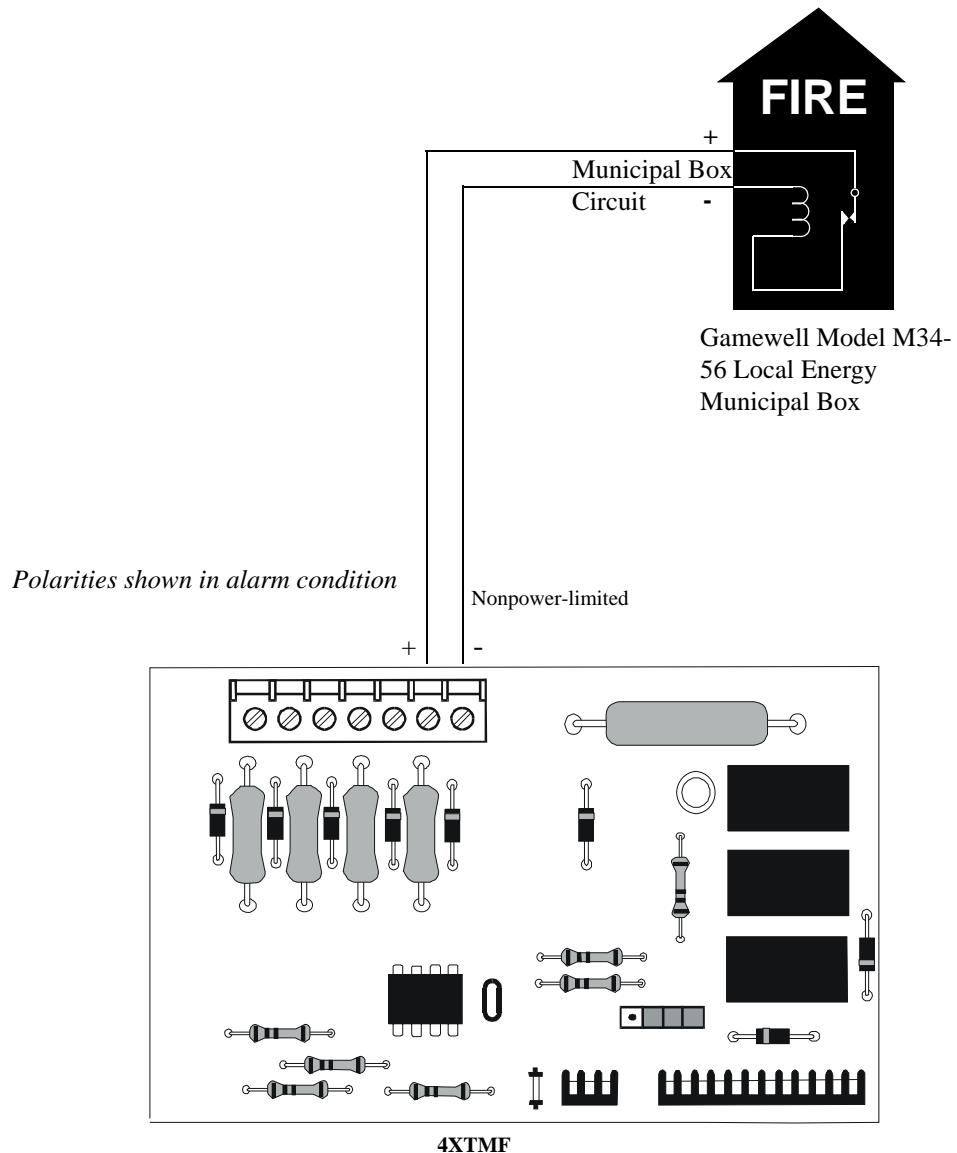 FIRE
+
Municipal Box
Circuit -
Gamewell Model M34-
56 Local Energy
Municipal Box
Polarities shown in alarm condition
Nonpower-limited
+ -
4XTMF